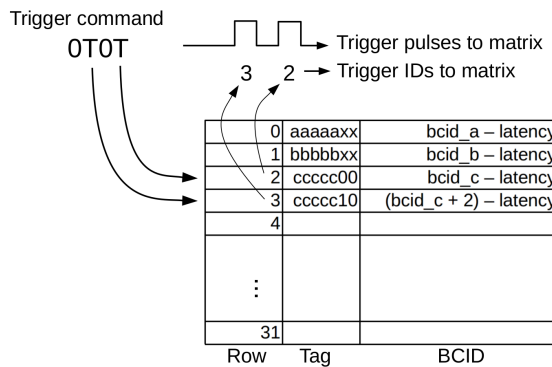 Trigger command
0T0T
Trigger pulses to matrix
3 2 Trigger IDs to matrix
0 aaaaaxx bcid_a – latency
1 bbbbbxx bcid_b – latency
2 ccccc00 bcid_c – latency
3 ccccc10 (bcid_c + 2) – latency
4
⋮
31
Row Tag BCID